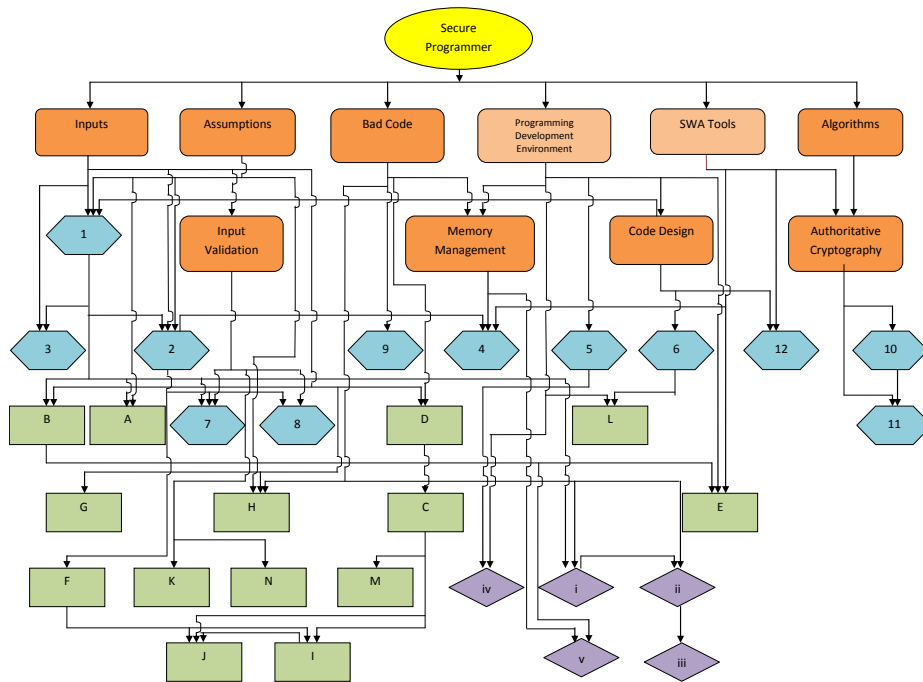 Secure
Programmer
Inputs
Assumptions
Bad Code
Programming
Development
Environment
SWA Tools
Algorithms
1
Input
Validation
Memory
Management
Code Design
Authoritative
Cryptography
3
2
9
4
5
6
12
10
B
A
7
8
D
L
11
G
H
C
E
F
K
N
M
iv
i
ii
J
I
v
iii